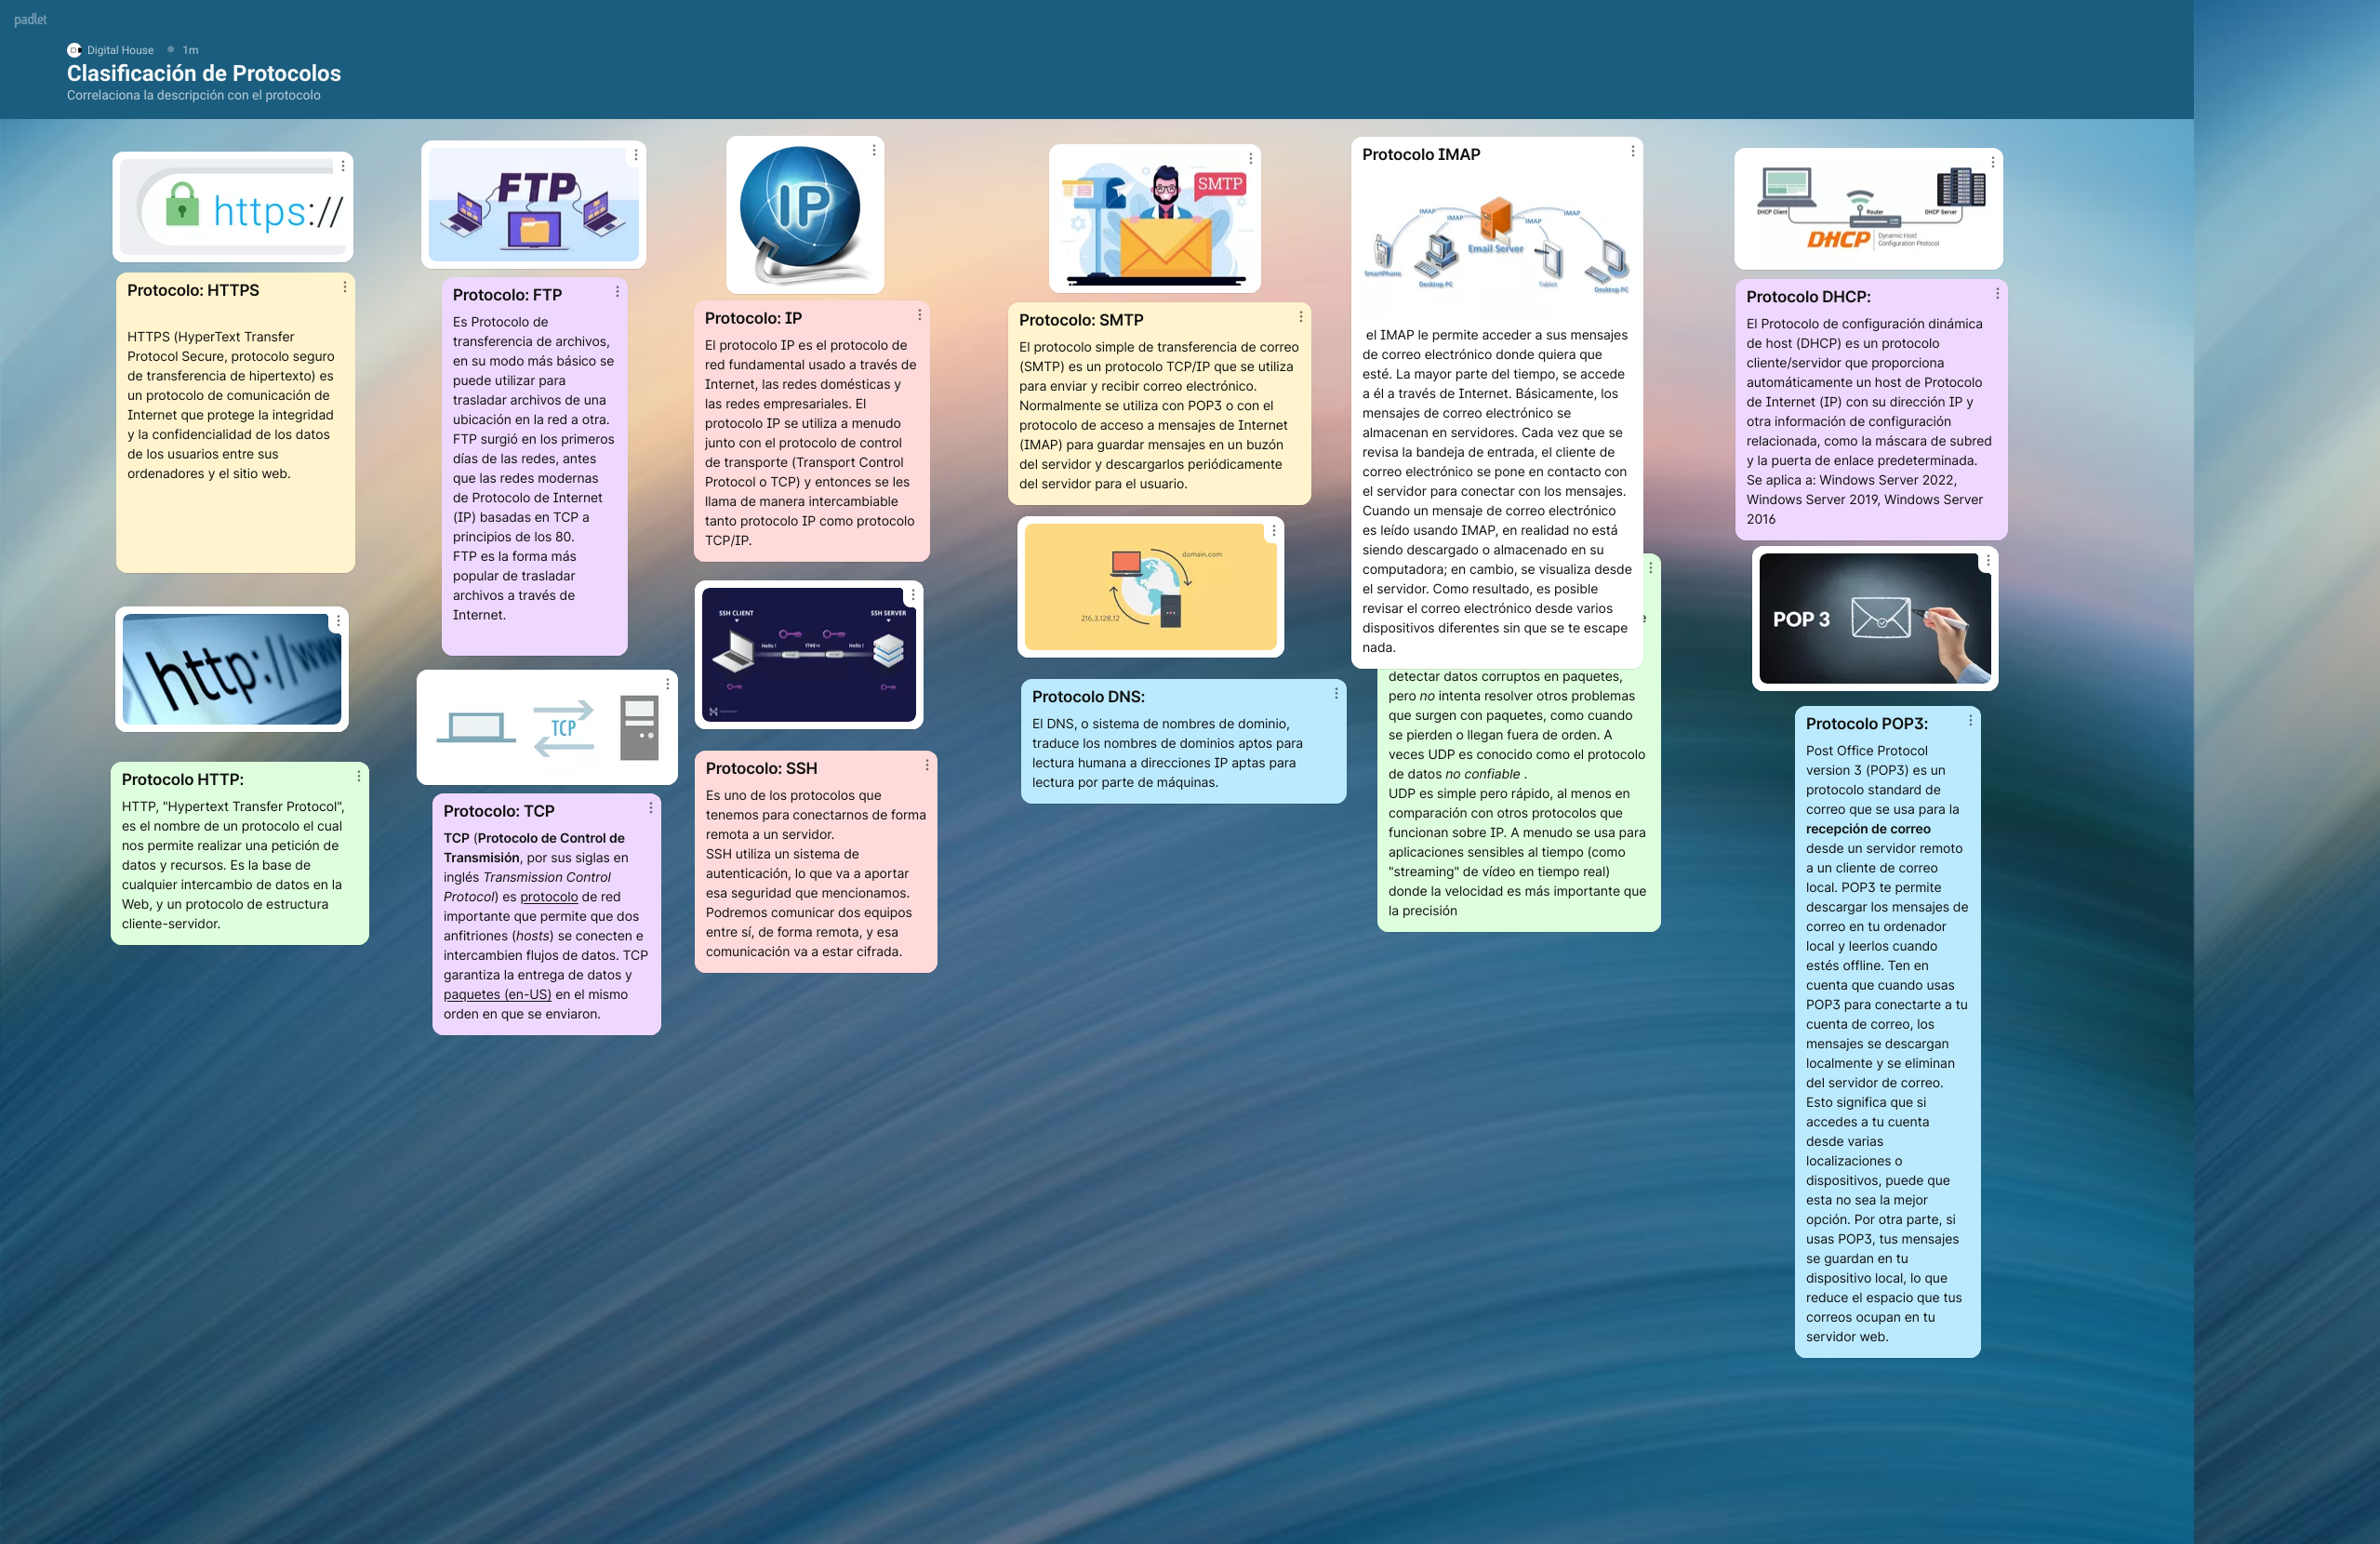 padlet
Digital House • 1m
Clasificación de Protocolos
Correlaciona la descripción con el protocolo
https://
Protocolo: HTTPS
HTTPS (HyperText Transfer
Protocol Secure, protocolo seguro
de transferencia de hipertexto) es
un protocolo de comunicación de
Internet que protege la integridad
y la confidencialidad de los datos
de los usuarios entre sus
ordenadores y el sitio web.
http://www
Protocolo HTTP:
HTTP, "Hypertext Transfer Protocol",
es el nombre de un protocolo el cual
nos permite realizar una petición de
datos y recursos. Es la base de
cualquier intercambio de datos en la
Web, y un protocolo de estructura
cliente-servidor.
FTP
Protocolo: FTP
Es Protocolo de
transferencia de archivos,
en su modo más básico se
puede utilizar para
trasladar archivos de una
ubicación en la red a otra.
FTP surgió en los primeros
días de las redes, antes
que las redes modernas
de Protocolo de Internet
(IP) basadas en TCP a
principios de los 80.
FTP es la forma más
popular de trasladar
archivos a través de
Internet.
TCP
Protocolo: TCP
TCP (Protocolo de Control de
Transmisión, por sus siglas en
inglés Transmission Control
Protocol) es protocolo de red
importante que permite que dos
anfitriones (hosts) se conecten e
intercambien flujos de datos. TCP
garantiza la entrega de datos y
paquetes (en-US) en el mismo
orden en que se enviaron.
IP
Protocolo: IP
El protocolo IP es el protocolo de
red fundamental usado a través de
Internet, las redes domésticas y
las redes empresariales. El
protocolo IP se utiliza a menudo
junto con el protocolo de control
de transporte (Transport Control
Protocol o TCP) y entonces se les
llama de manera intercambiable
tanto protocolo IP como protocolo
TCP/IP.
SSH CLIENT
SSH SERVER
Hello !
Hello !
Protocolo: SSH
Es uno de los protocolos que
tenemos para conectarnos de forma
remota a un servidor.
SSH utiliza un sistema de
autenticación, lo que va a aportar
esa seguridad que mencionamos.
Podremos comunicar dos equipos
entre sí, de forma remota, y esa
comunicación va a estar cifrada.
SMTP
Protocolo: SMTP
El protocolo simple de transferencia de correo
(SMTP) es un protocolo TCP/IP que se utiliza
para enviar y recibir correo electrónico.
Normalmente se utiliza con POP3 o con el
protocolo de acceso a mensajes de Internet
(IMAP) para guardar mensajes en un buzón
del servidor y descargarlos periódicamente
del servidor para el usuario.
domain.com
216.3.128.12
Protocolo DNS:
El DNS, o sistema de nombres de dominio,
traduce los nombres de dominios aptos para
lectura humana a direcciones IP aptas para
lectura por parte de máquinas.
Protocolo IMAP
IMAP
IMAP
IMAP
IMAP
Email Server
SmartPhone
Desktop PC
Tablet
Desktop PC
el IMAP le permite acceder a sus mensajes
de correo electrónico donde quiera que
esté. La mayor parte del tiempo, se accede
a él a través de Internet. Básicamente, los
mensajes de correo electrónico se
almacenan en servidores. Cada vez que se
revisa la bandeja de entrada, el cliente de
correo electrónico se pone en contacto con
el servidor para conectar con los mensajes.
Cuando un mensaje de correo electrónico
es leído usando IMAP, en realidad no está
siendo descargado o almacenado en su
computadora; en cambio, se visualiza desde
el servidor. Como resultado, es posible
revisar el correo electrónico desde varios
dispositivos diferentes sin que se te escape
nada.
detectar datos corruptos en paquetes,
pero no intenta resolver otros problemas
que surgen con paquetes, como cuando
se pierden o llegan fuera de orden. A
veces UDP es conocido como el protocolo
de datos no confiable .
UDP es simple pero rápido, al menos en
comparación con otros protocolos que
funcionan sobre IP. A menudo se usa para
aplicaciones sensibles al tiempo (como
"streaming" de vídeo en tiempo real)
donde la velocidad es más importante que
la precisión
DHCP Client
Router
DHCP Server
DHCP
Dynamic Host
Configuration Protocol
Protocolo DHCP:
El Protocolo de configuración dinámica
de host (DHCP) es un protocolo
cliente/servidor que proporciona
automáticamente un host de Protocolo
de Internet (IP) con su dirección IP y
otra información de configuración
relacionada, como la máscara de subred
y la puerta de enlace predeterminada.
Se aplica a: Windows Server 2022,
Windows Server 2019, Windows Server
2016
POP 3
Protocolo POP3:
Post Office Protocol
version 3 (POP3) es un
protocolo standard de
correo que se usa para la
recepción de correo
desde un servidor remoto
a un cliente de correo
local. POP3 te permite
descargar los mensajes de
correo en tu ordenador
local y leerlos cuando
estés offline. Ten en
cuenta que cuando usas
POP3 para conectarte a tu
cuenta de correo, los
mensajes se descargan
localmente y se eliminan
del servidor de correo.
Esto significa que si
accedes a tu cuenta
desde varias
localizaciones o
dispositivos, puede que
esta no sea la mejor
opción. Por otra parte, si
usas POP3, tus mensajes
se guardan en tu
dispositivo local, lo que
reduce el espacio que tus
correos ocupan en tu
servidor web.